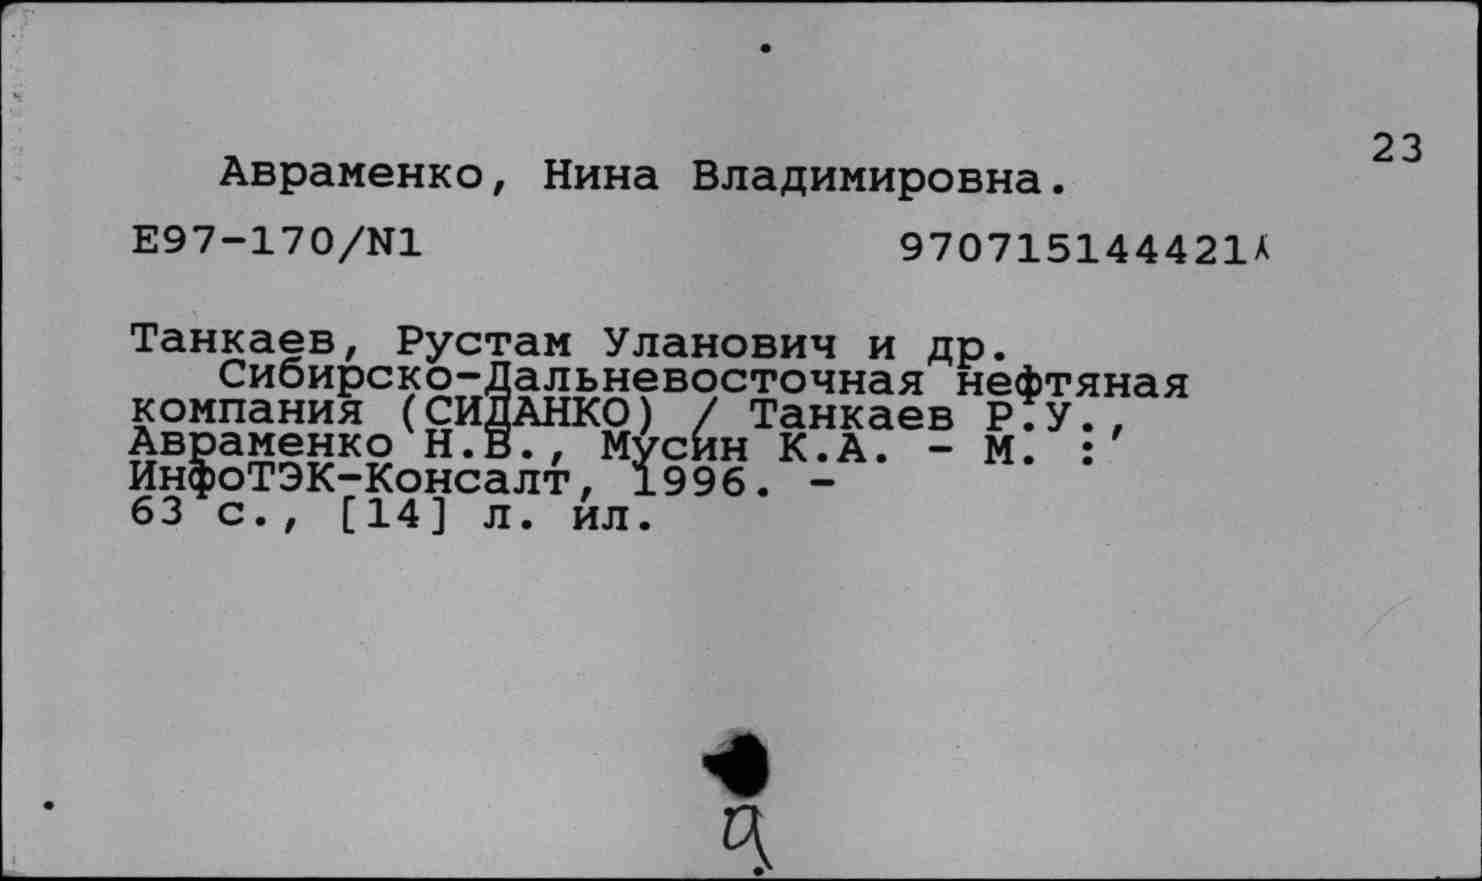 23
Авраменко, Нина Владимировна.
Е97-170/N1 970715144421А
Танкаев, Рустам Уланович и др.
Сибирско-Дальневосточная нефтяная
компания (СИДАНКО) / Танкаев Р.У.,
Авраменко Н.В., Мусин К.А. - М. :
ИнфоТЭК-Консалт, 1996. -
63 с., [14] л. ил.